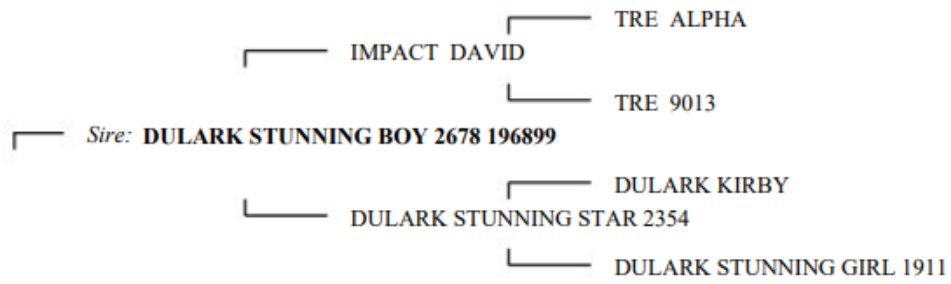 TRE ALPHA
IMPACT DAVID
TRE 9013
Sire: DULARK STUNNING BOY 2678 196899
DULARK KIRBY
DULARK STUNNING STAR 2354
DULARK STUNNING GIRL 1911